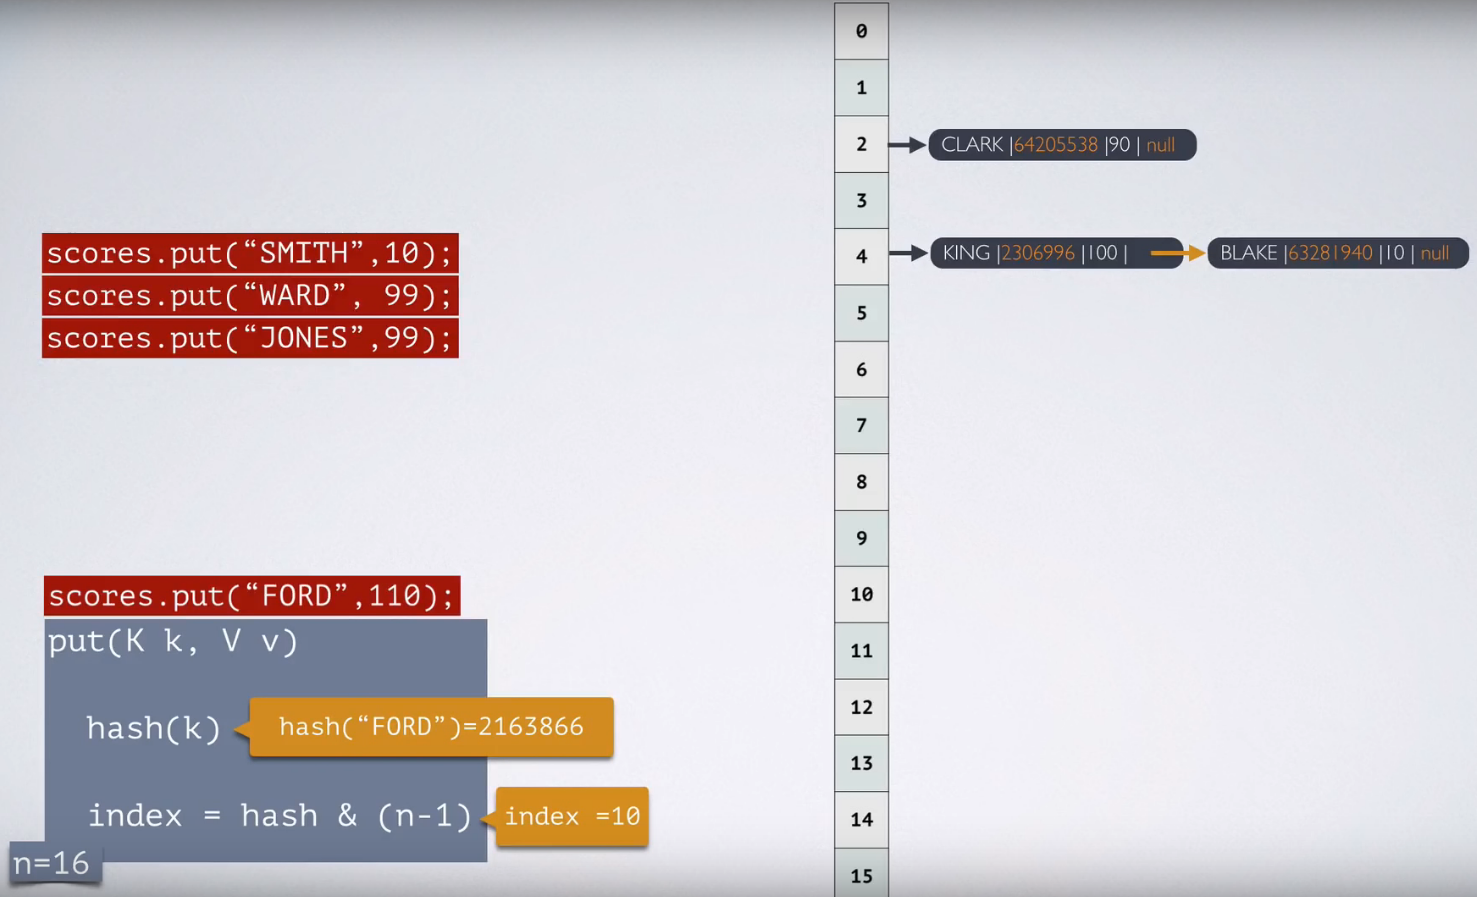 scores.put(“SMITH”,10);
scores.put(“WARD”, 99);
scores.put(“JONES”,99);
scores.put(“FORD”,110);
put(K k, V v)
hash(k)
hash(“FORD”)=2163866
index = hash & (n-1)
index =10
n=16
0
1
2
CLARK |64205538 |90 | null
3
4
KING |2306996 |100 |
BLAKE |63281940 |10 | null
5
6
7
8
9
10
11
12
13
14
15